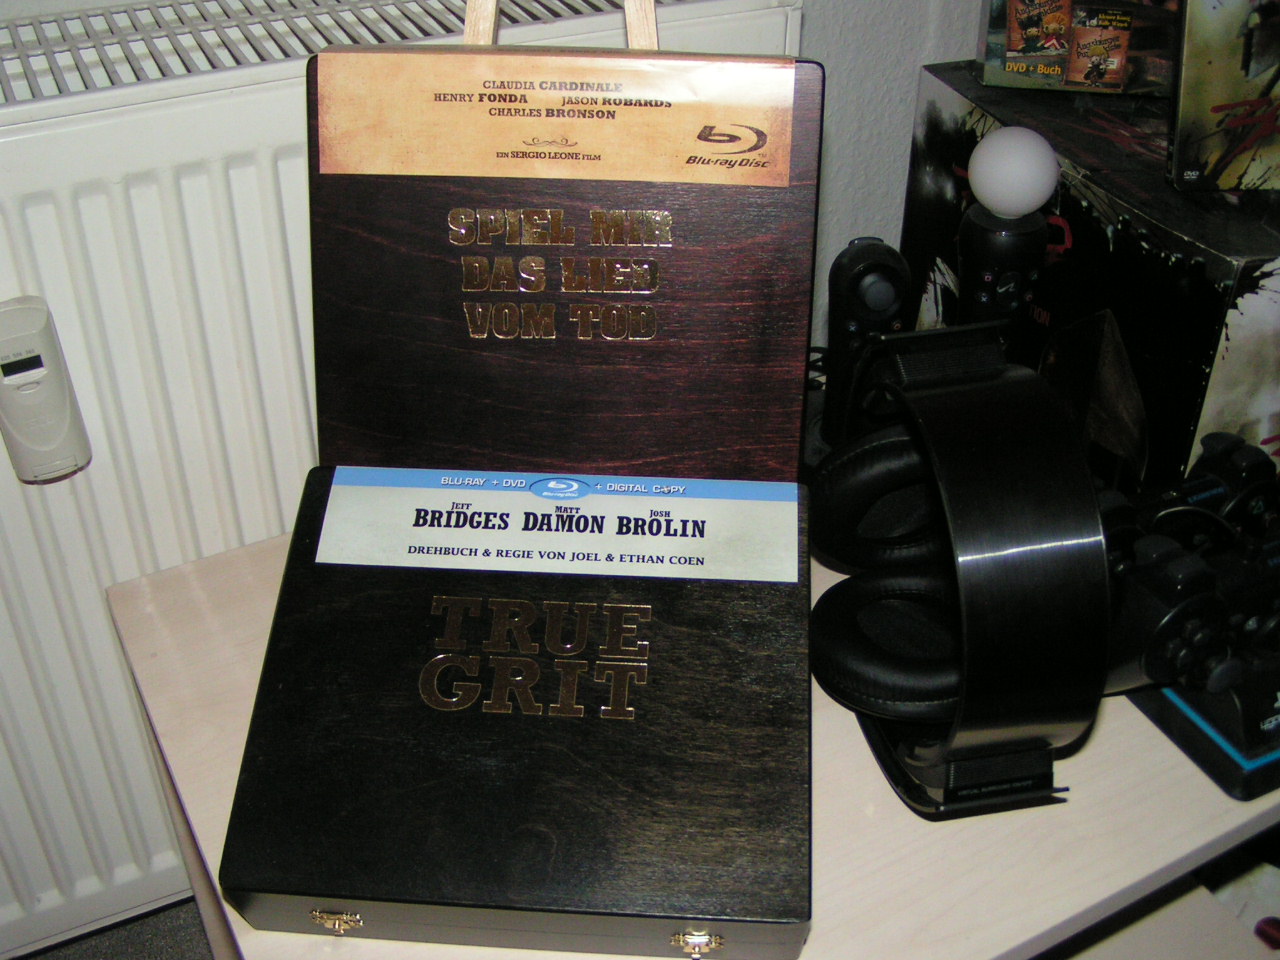 CLAUDIA CARDINALE
HENRY FONDA JASON ROBARDS
CHARLES BRONSON
EIN SERGIO LEONE FILM
Blu-ray Disc
SPIEL MIR
DAS LIED
VOM TOD
BLU-RAY + DVD Blu-ray Disc + DIGITAL COPY
JEFF MATT JOSH
BRIDGES DAMON BROLIN
DREHBUCH & REGIE VON JOEL & ETHAN COEN
TRUE
GRIT
DVD + Buch
DVD